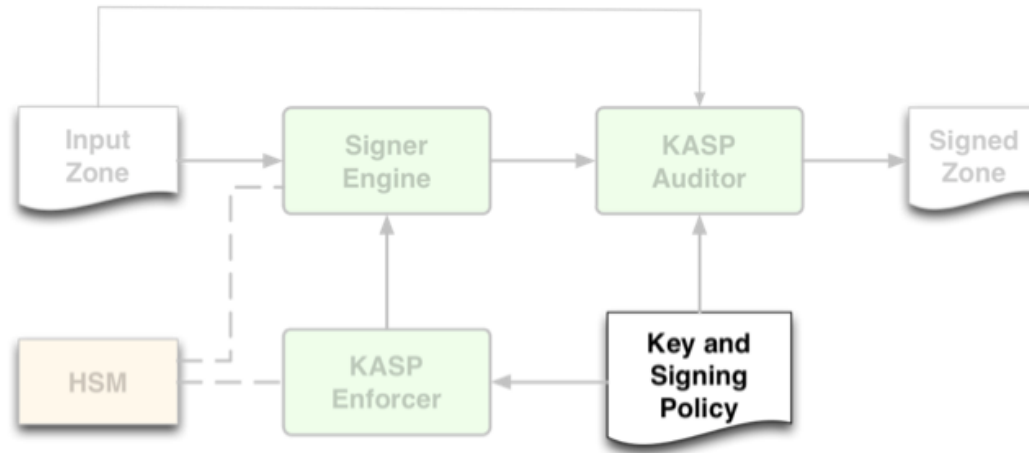 Input
Zone
Signer
Engine
KASP
Auditor
Signed
Zone
HSM
KASP
Enforcer
Key and
Signing
Policy